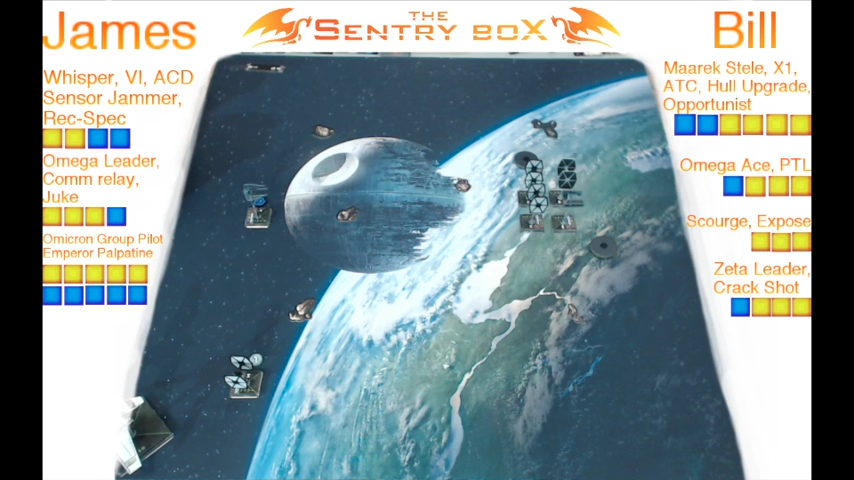 James
Whisper, VI, ACD
Sensor Jammer,
Rec-Spec
Omega Leader,
Comm relay,
Juke
Omicron Group Pilot
Emperor Palpatine
THE
SENTRY BOX
Bill
Maarek Stele, X1,
ATC, Hull Upgrade,
Opportunist
Omega Ace, PTL
Scourge, Expose
Zeta Leader,
Crack Shot